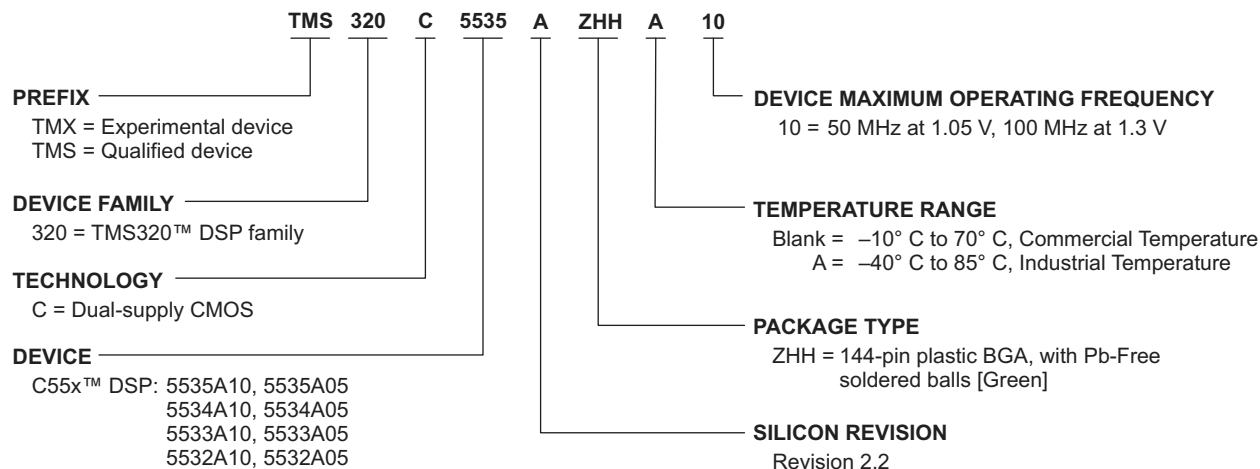 TMS 320 C 5535 A ZHH A 10
PREFIX
TMX = Experimental device
TMS = Qualified device
DEVICE FAMILY
320 = TMS320™ DSP family
TECHNOLOGY
C = Dual-supply CMOS
DEVICE
C55x™ DSP: 5535A10, 5535A05
5534A10, 5534A05
5533A10, 5533A05
5532A10, 5532A05
DEVICE MAXIMUM OPERATING FREQUENCY
10 = 50 MHz at 1.05 V, 100 MHz at 1.3 V
TEMPERATURE RANGE
Blank = –10° C to 70° C, Commercial Temperature
A = –40° C to 85° C, Industrial Temperature
PACKAGE TYPE
ZHH = 144-pin plastic BGA, with Pb-Free
soldered balls [Green]
SILICON REVISION
Revision 2.2